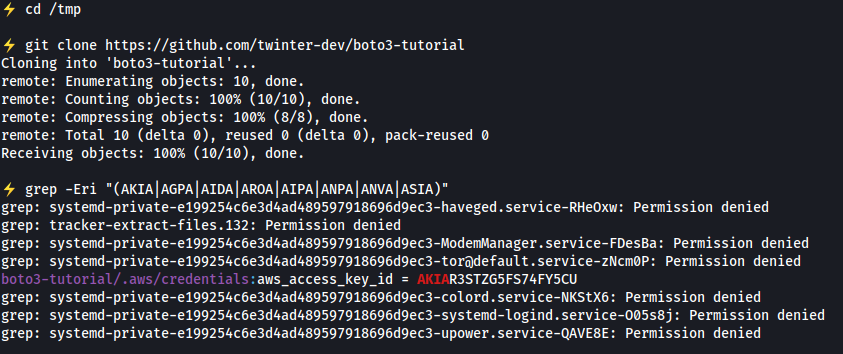 ⚡ cd /tmp
⚡ git clone https://github.com/twinter-dev/boto3-tutorial
Cloning into 'boto3-tutorial'...
remote: Enumerating objects: 10, done.
remote: Counting objects: 100% (10/10), done.
remote: Compressing objects: 100% (8/8), done.
remote: Total 10 (delta 0), reused 0 (delta 0), pack-reused 0
Receiving objects: 100% (10/10), done.
⚡ grep -Eri "(AKIA|AGPA|AIDA|AROA|AIPA|ANPA|ANVA|ASIA)"
grep: systemd-private-e199254c6e3d4ad489597918696d9ec3-haveged.service-RHeOxw: Permission denied
grep: tracker-extract-files.132: Permission denied
grep: systemd-private-e199254c6e3d4ad489597918696d9ec3-ModemManager.service-FDesBa: Permission denied
grep: systemd-private-e199254c6e3d4ad489597918696d9ec3-tor@default.service-zNcm0P: Permission denied
boto3-tutorial/.aws/credentials:aws_access_key_id = AKIAR3STZG5FS74FY5CU
grep: systemd-private-e199254c6e3d4ad489597918696d9ec3-colord.service-NKStX6: Permission denied
grep: systemd-private-e199254c6e3d4ad489597918696d9ec3-systemd-logind.service-O05s8j: Permission denied
grep: systemd-private-e199254c6e3d4ad489597918696d9ec3-upower.service-QAVE8E: Permission denied